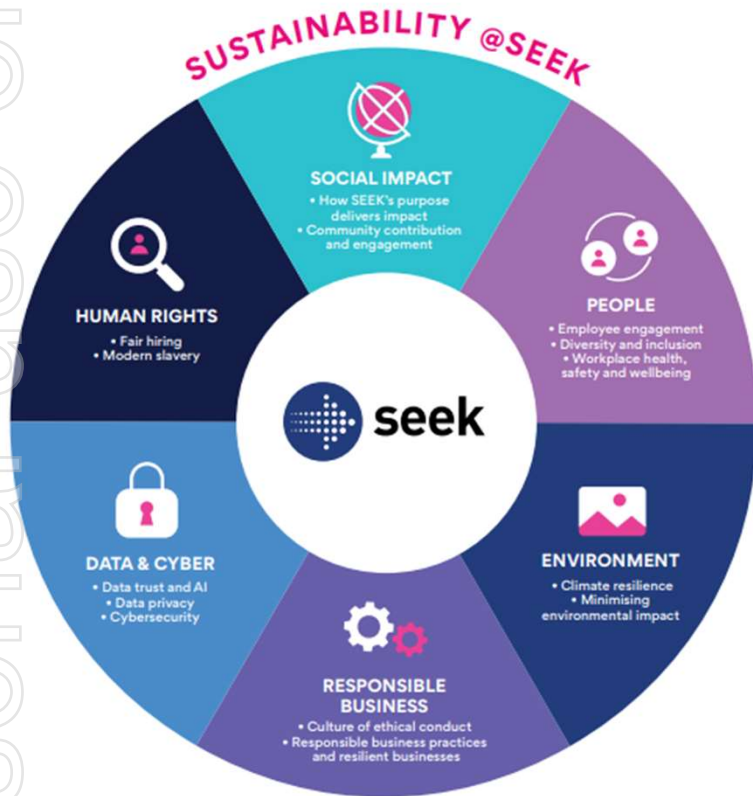 SUSTAINABILITY @SEEK
SOCIAL IMPACT
• How SEEK's purpose
delivers impact
• Community contribution
and engagement
PEOPLE
• Employee engagement
• Diversity and inclusion
• Workplace health,
safety and wellbeing
ENVIRONMENT
• Climate resilience
• Minimising
environmental impact
RESPONSIBLE
BUSINESS
• Culture of ethical conduct
• Responsible business practices
and resilient businesses
DATA & CYBER
• Data trust and AI
• Data privacy
• Cybersecurity
HUMAN RIGHTS
• Fair hiring
• Modern slavery
seek